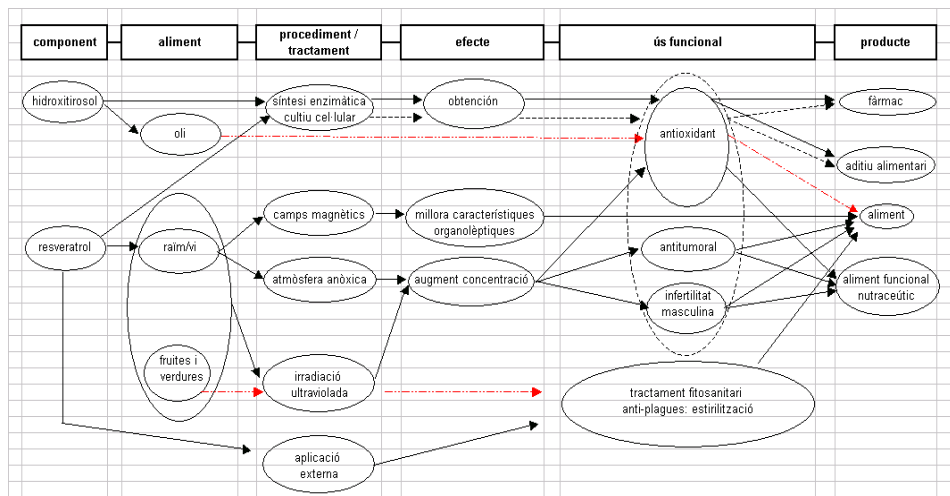 component
aliment
procediment /
tractament
efecte
ús funcional
producte
hidroxitirosol
síntesi enzimàtica
cultiu cel·lular
obtención
fàrmac
oli
antioxidant
aditiu alimentari
camps magnètics
millora característiques
organolèptiques
aliment
resveratrol
raïm/vi
antitumoral
atmòsfera anòxica
augment concentració
aliment funcional
nutraceútic
infertilitat
masculina
fruites i
verdures
irradiació
ultraviolada
tractament fitosanitari
anti-plagues: estirilització
aplicació
externa